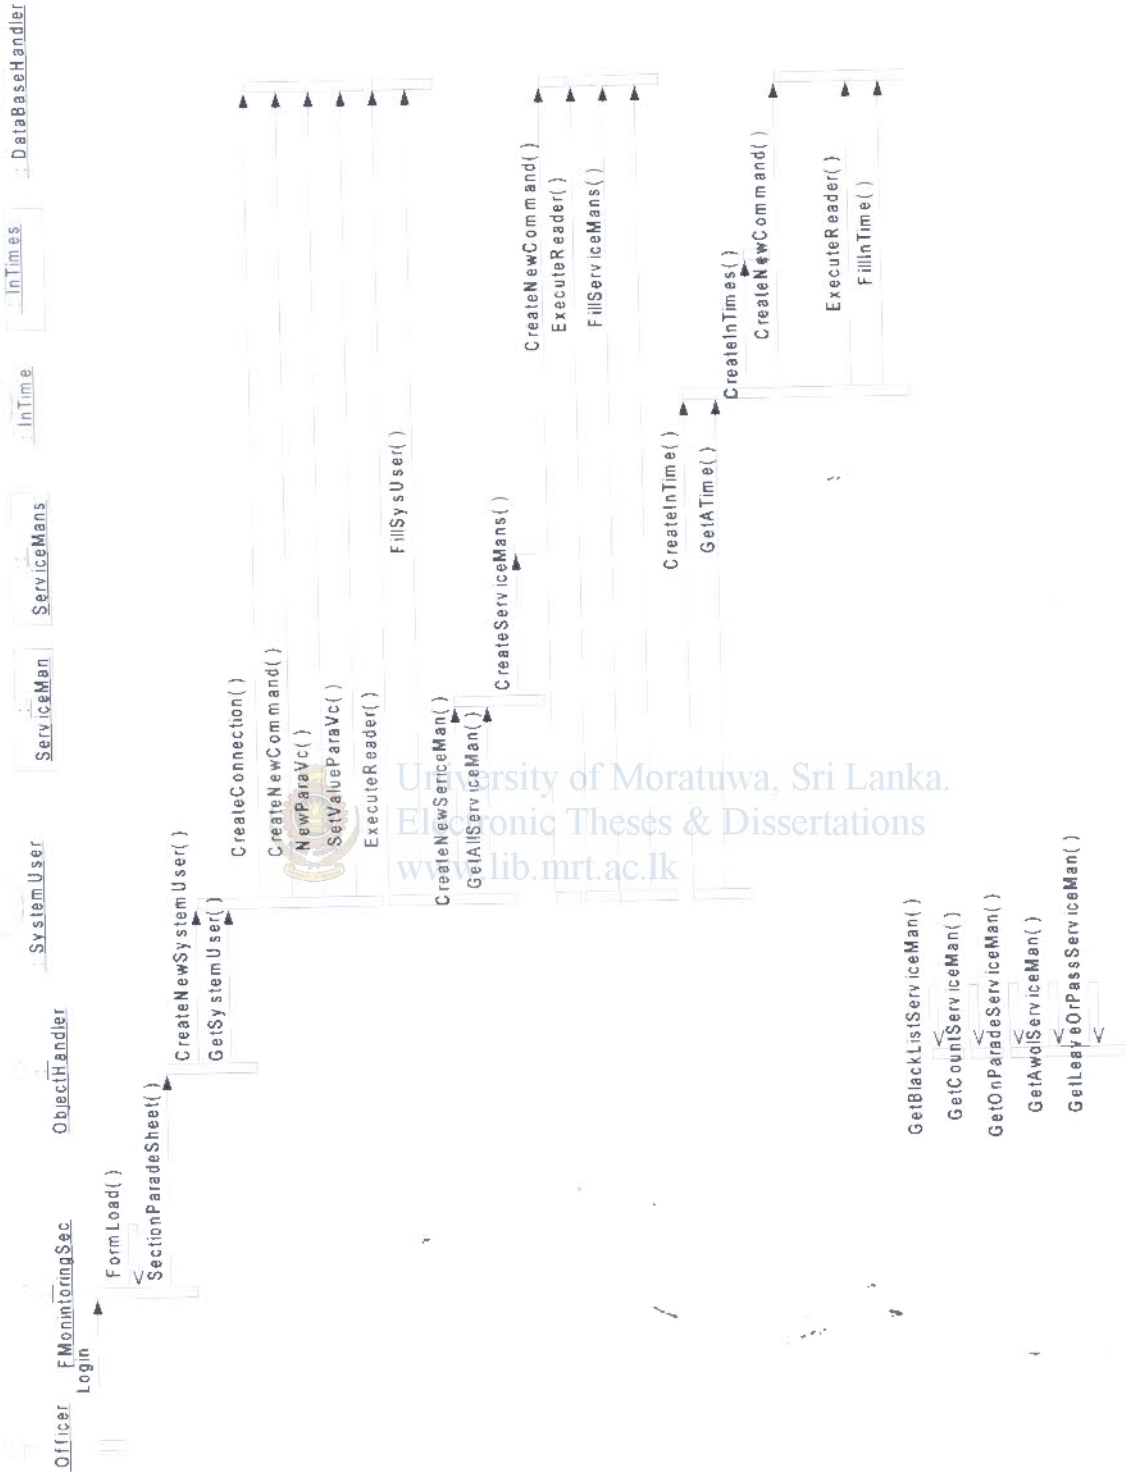 Officer
FMonintoringSec
ObjectHandler
: SystemUser
ServiceMan
ServiceMans
: InTime
: InTimes
: DataBaseHandler
Login
FormLoad( )
SectionParadeSheet( )
CreateNewSystemUser( )
GetSystemUser( )
CreateConnection( )
CreateNewCommand( )
NewParaVc( )
SetValueParaVc( )
ExecuteReader( )
FillSysUser( )
CreateNewSericeMan( )
GetAllServiceMan( )
CreateServiceMans( )
CreateNewCommand( )
ExecuteReader( )
FillServiceMans( )
CreateInTime( )
GetATime( )
CreateInTimes( )
CreateNewCommand( )
ExecuteReader( )
FillInTime( )
GetBlackListServiceMan( )
GetCountServiceMan( )
GetOnParadeServiceMan( )
GetAwolServiceMan( )
GetLeaveOrPassServiceMan( )
University of Moratuwa, Sri Lanka.
Electronic Theses & Dissertations
www.lib.mrt.ac.lk